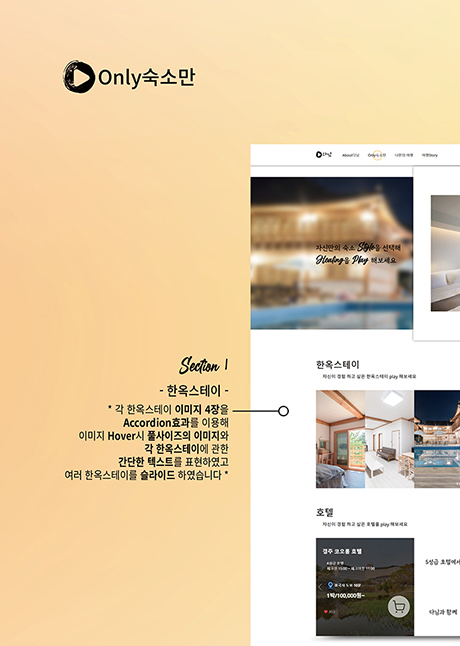 Only숙소만
About다님
Only숙소만
나만의 여행
여행Story
자신만의 숙소 Style을 선택해
Healing을 Play 해보세요
Section 1
- 한옥스테이 -
* 각 한옥스테이 이미지 4장을
Accordion효과를 이용해
이미지 Hover시 풀사이즈의 이미지와
각 한옥스테이에 관한
간단한 텍스트를 표현하였고
여러 한옥스테이를 슬라이드 하였습니다 *
한옥스테이
자신이 경험 하고 싶은 한옥스테이 play 해보세요
호텔
자신이 경험 하고 싶은 호텔을 play 해보세요
경주 코오롱 호텔
1박/100,000원~
5성급 호텔에서
다님과 함께